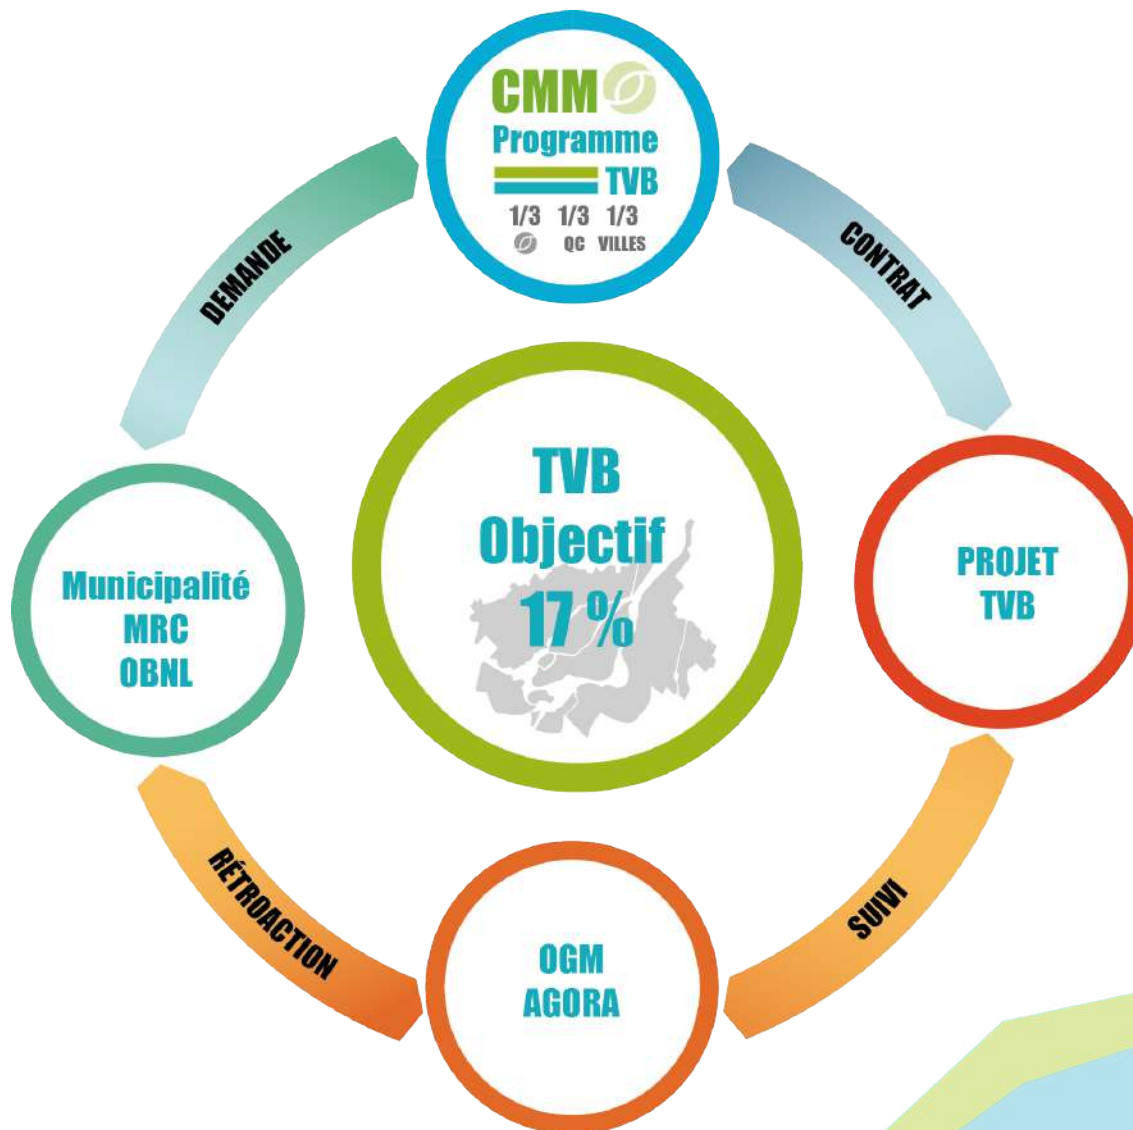 CMM
Programme
TVB
1/3 1/3 1/3
QC VILLES
DEMANDE
CONTRAT
TVB
Objectif
17 %
Municipalité
MRC
OBNL
PROJET
TVB
RÉTROACTION
SUIVI
OGM
AGORA